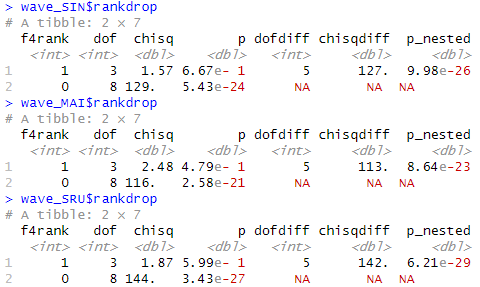 > wave_SIN$rankdrop
# A tibble: 2 × 7
f4rank dof chisq p dofdiff chisqdiff p_nested
<int> <int> <dbl> <dbl> <int> <dbl> <dbl>
1 1 3 1.57 6.67e- 1 5 127. 9.98e-26
2 0 8 129. 5.43e-24 NA NA NA
> wave_MAI$rankdrop
# A tibble: 2 × 7
f4rank dof chisq p dofdiff chisqdiff p_nested
<int> <int> <dbl> <dbl> <int> <dbl> <dbl>
1 1 3 2.48 4.79e- 1 5 113. 8.64e-23
2 0 8 116. 2.58e-21 NA NA NA
> wave_SRU$rankdrop
# A tibble: 2 × 7
f4rank dof chisq p dofdiff chisqdiff p_nested
<int> <int> <dbl> <dbl> <int> <dbl> <dbl>
1 1 3 1.87 5.99e- 1 5 142. 6.21e-29
2 0 8 144. 3.43e-27 NA NA NA